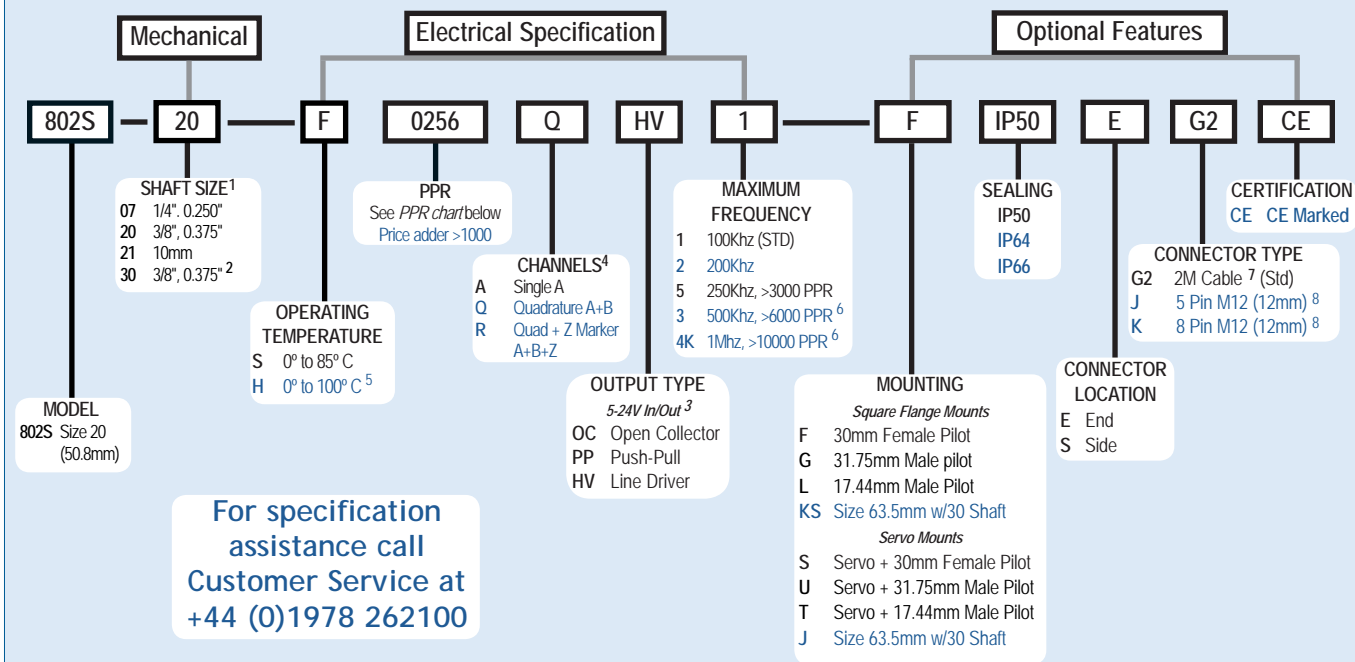 Mechanical
Electrical Specification
Optional Features
802S
20
F
0256
Q
HV
1
F
IP50
E
G2
CE
SHAFT SIZE1
07 1/4". 0.250"
20 3/8", 0.375"
21 10mm
30 3/8", 0.375" 2
PPR
See PPR chart below
Price adder >1000
MAXIMUM
FREQUENCY
1 100Khz (STD)
2 200Khz
5 250Khz, >3000 PPR
3 500Khz, >6000 PPR 6
4K 1Mhz, >10000 PPR 6
SEALING
IP50
IP64
IP66
CERTIFICATION
CE CE Marked
CONNECTOR TYPE
G2 2M Cable 7 (Std)
J 5 Pin M12 (12mm) 8
K 8 Pin M12 (12mm) 8
CHANNELS4
A Single A
Q Quadrature A+B
R Quad + Z Marker
A+B+Z
OPERATING
TEMPERATURE
S 0º to 85º C
H 0º to 100º C 5
CONNECTOR
LOCATION
E End
S Side
OUTPUT TYPE
5-24V In/Out 3
OC Open Collector
PP Push-Pull
HV Line Driver
MOUNTING
Square Flange Mounts
F 30mm Female Pilot
G 31.75mm Male pilot
L 17.44mm Male Pilot
KS Size 63.5mm w/30 Shaft
Servo Mounts
S Servo + 30mm Female Pilot
U Servo + 31.75mm Male Pilot
T Servo + 17.44mm Male Pilot
J Size 63.5mm w/30 Shaft
MODEL
802S Size 20
(50.8mm)
For specification
assistance call
Customer Service at
+44 (0)1978 262100